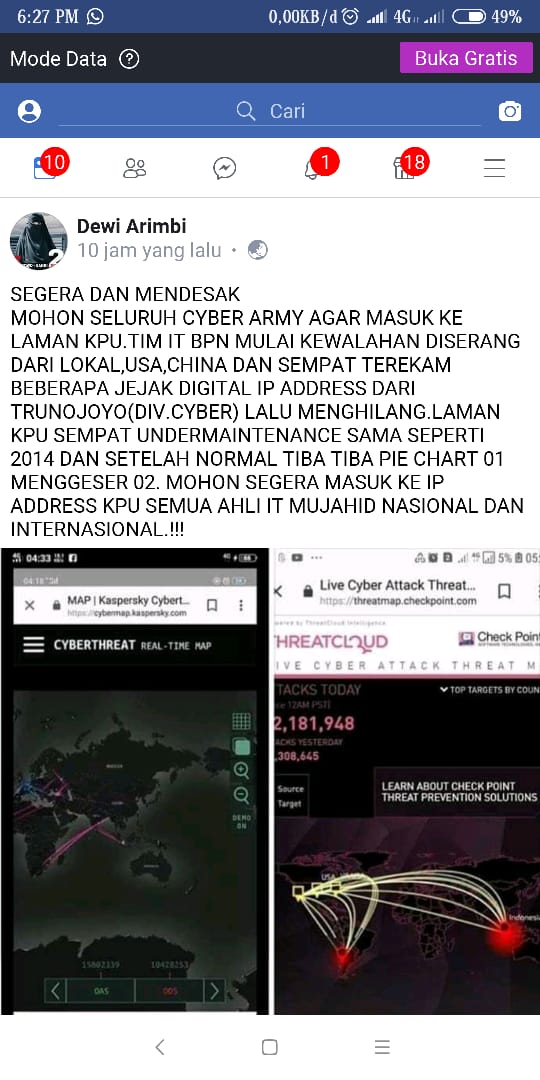 6:27 PM
0,00KB/d 4G 49%
Mode Data ? Buka Gratis
Cari
10 1 18
Dewi Arimbi
10 jam yang lalu
SEGERA DAN MENDESAK
MOHON SELURUH CYBER ARMY AGAR MASUK KE
LAMAN KPU.TIM IT BPN MULAI KEWALAHAN DISERANG
DARI LOKAL,USA,CHINA DAN SEMPAT TEREKAM
BEBERAPA JEJAK DIGITAL IP ADDRESS DARI
TRUNOJOYO(DIV.CYBER) LALU MENGHILANG.LAMAN
KPU SEMPAT UNDERMAINTENANCE SAMA SEPERTI
2014 DAN SETELAH NORMAL TIBA TIBA PIE CHART 01
MENGGESER 02. MOHON SEGERA MASUK KE IP
ADDRESS KPU SEMUA AHLI IT MUJAHID NASIONAL DAN
INTERNASIONAL.!!!
04:33
MAP | Kaspersky Cybert...
https://cybermap.kaspersky.com
CYBERTHREAT REAL-TIME MAP
DEMO
ON
15802339 10428253
OAS ODS
5% 05:
Live Cyber Attack Threat...
https://threatmap.checkpoint.com
THREATCLOUD Check Poin
LIVE CYBER ATTACK THREAT M
TACKS TODAY
TOP TARGETS BY COUN
ce 12AM PST)
2,181,948
ACKS YESTERDAY
,308,645
Source
Target
LEARN ABOUT CHECK POINT
THREAT PREVENTION SOLUTIONS
USA
Indonesi